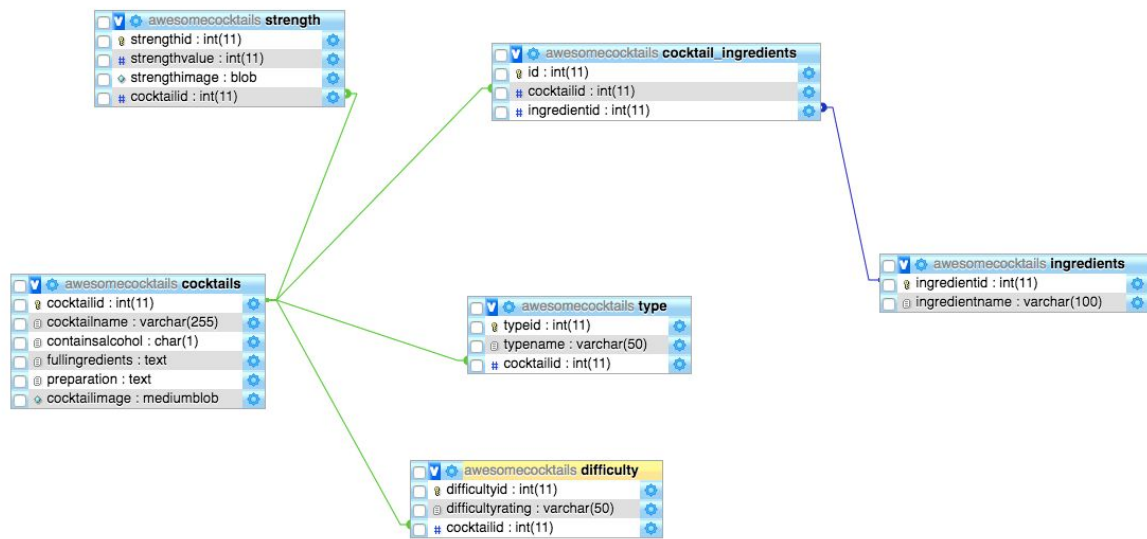 awesomecocktails strength
strengthid : int(11)
strengthvalue : int(11)
strengthimage : blob
cocktailid : int(11)
awesomecocktails cocktail_ingredients
id : int(11)
cocktailid : int(11)
ingredientid : int(11)
awesomecocktails ingredients
ingredientid : int(11)
ingredientname : varchar(100)
awesomecocktails cocktails
cocktailid : int(11)
cocktailname : varchar(255)
containsalcohol : char(1)
fullingredients : text
preparation : text
cocktailimage : mediumblob
awesomecocktails type
typeid : int(11)
typename : varchar(50)
cocktailid : int(11)
awesomecocktails difficulty
difficultyid : int(11)
difficultyrating : varchar(50)
cocktailid : int(11)